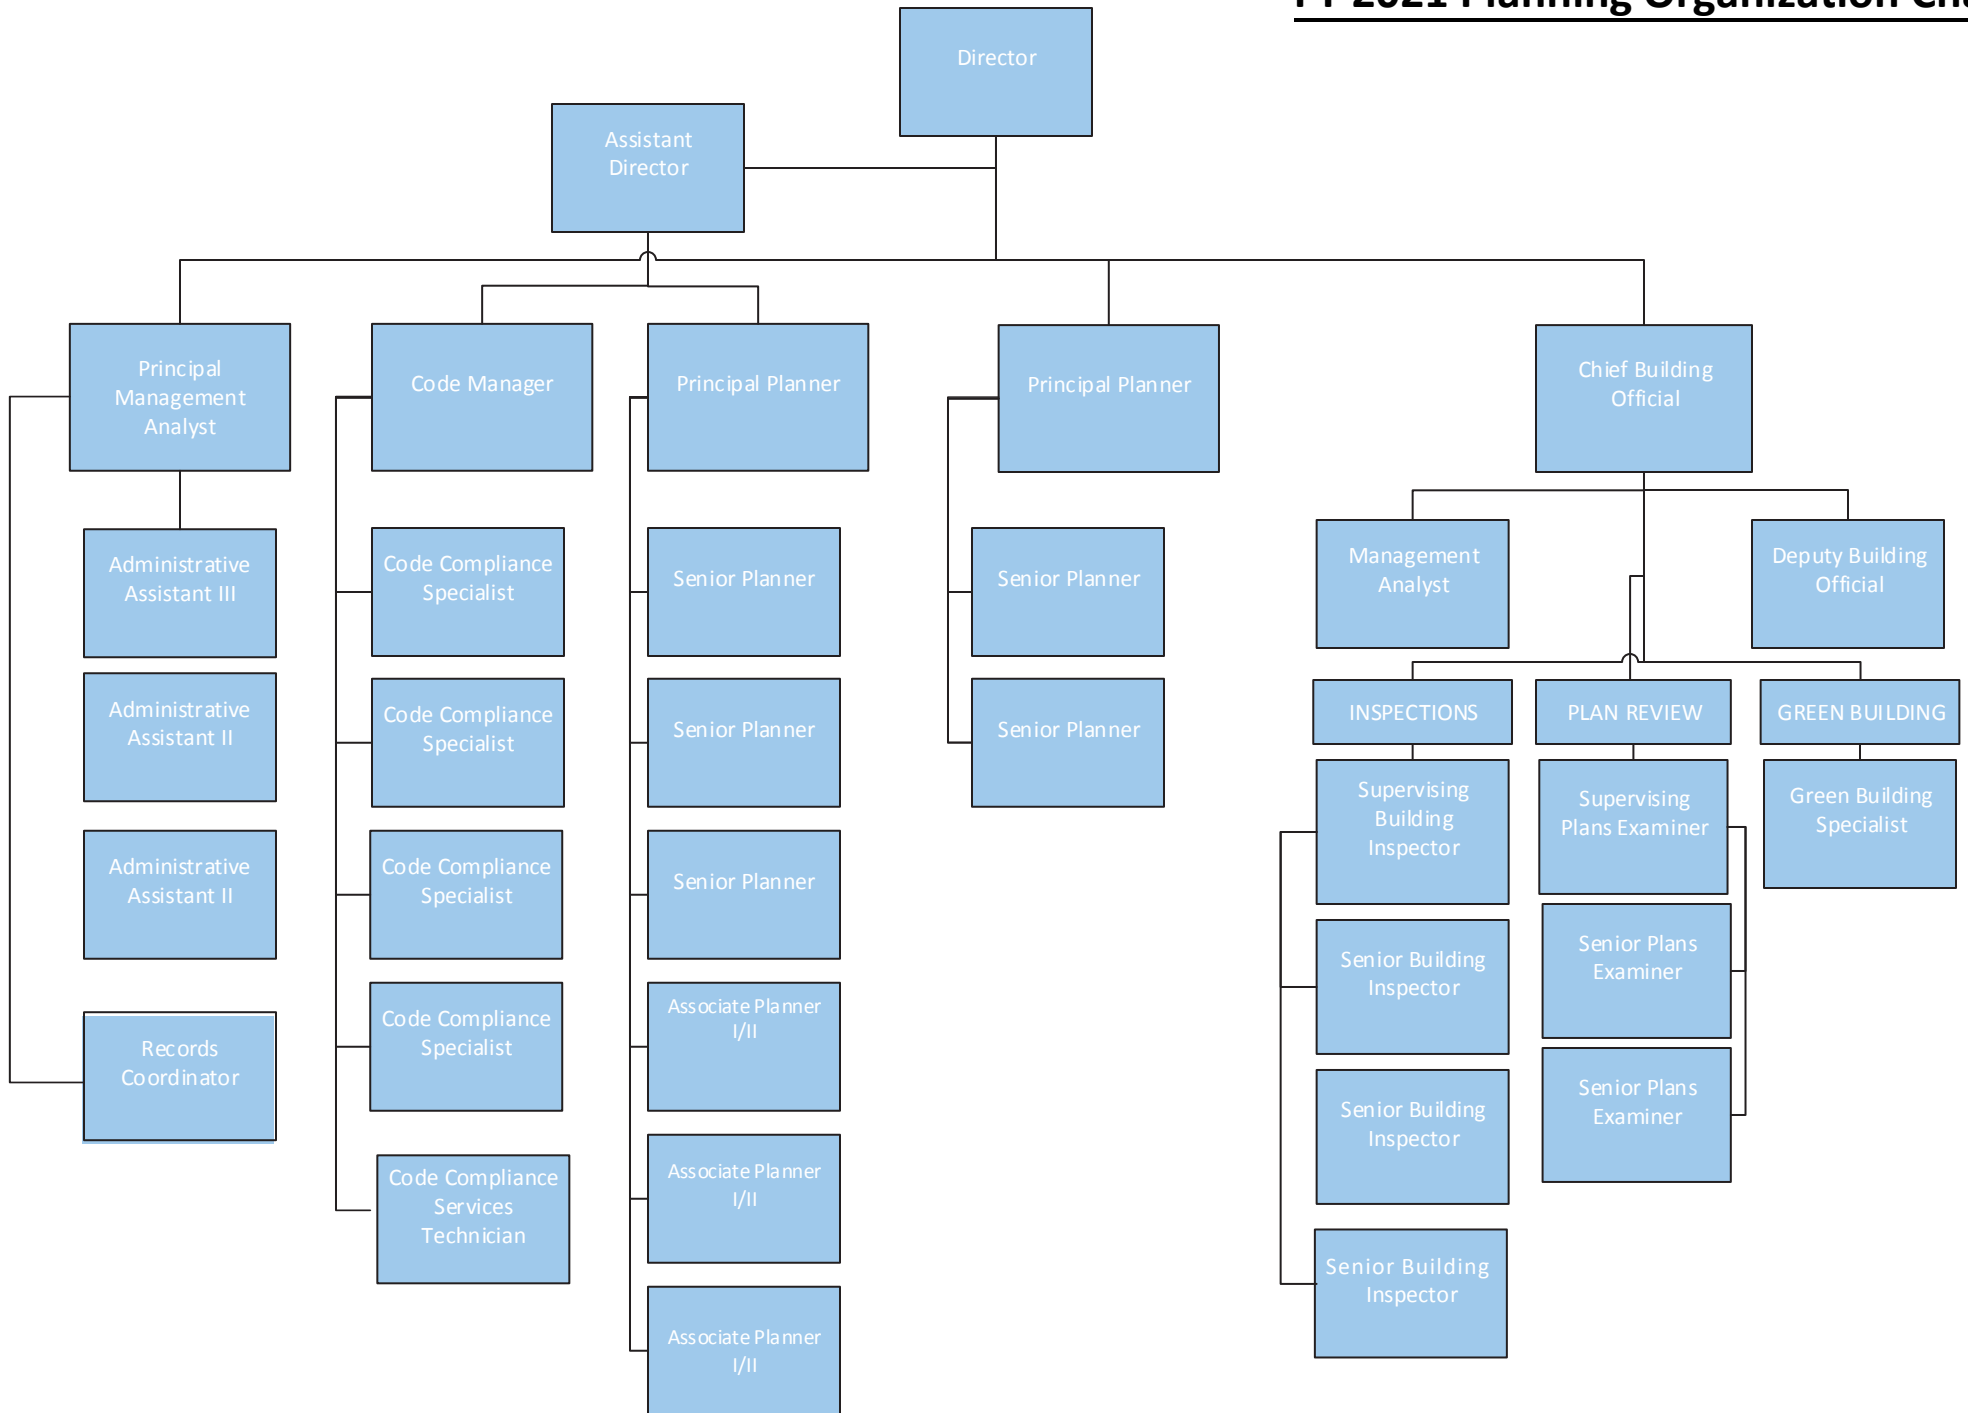 FY 2021 Planning Organization Cha
Director
Assistant
Director
Principal
Management
Analyst
Code Manager
Principal Planner
Principal Planner
Chief Building
Official
Administrative
Assistant III
Administrative
Assistant II
Administrative
Assistant II
Records
Coordinator
Code Compliance
Specialist
Code Compliance
Specialist
Code Compliance
Specialist
Code Compliance
Specialist
Code Compliance
Services
Technician
Senior Planner
Senior Planner
Senior Planner
Associate Planner
I/II
Associate Planner
I/II
Associate Planner
I/II
Senior Planner
Senior Planner
Management
Analyst
Deputy Building
Official
INSPECTIONS
PLAN REVIEW
GREEN BUILDING
Supervising
Building
Inspector
Senior Building
Inspector
Senior Building
Inspector
Senior Building
Inspector
Supervising
Plans Examiner
Senior Plans
Examiner
Senior Plans
Examiner
Green Building
Specialist